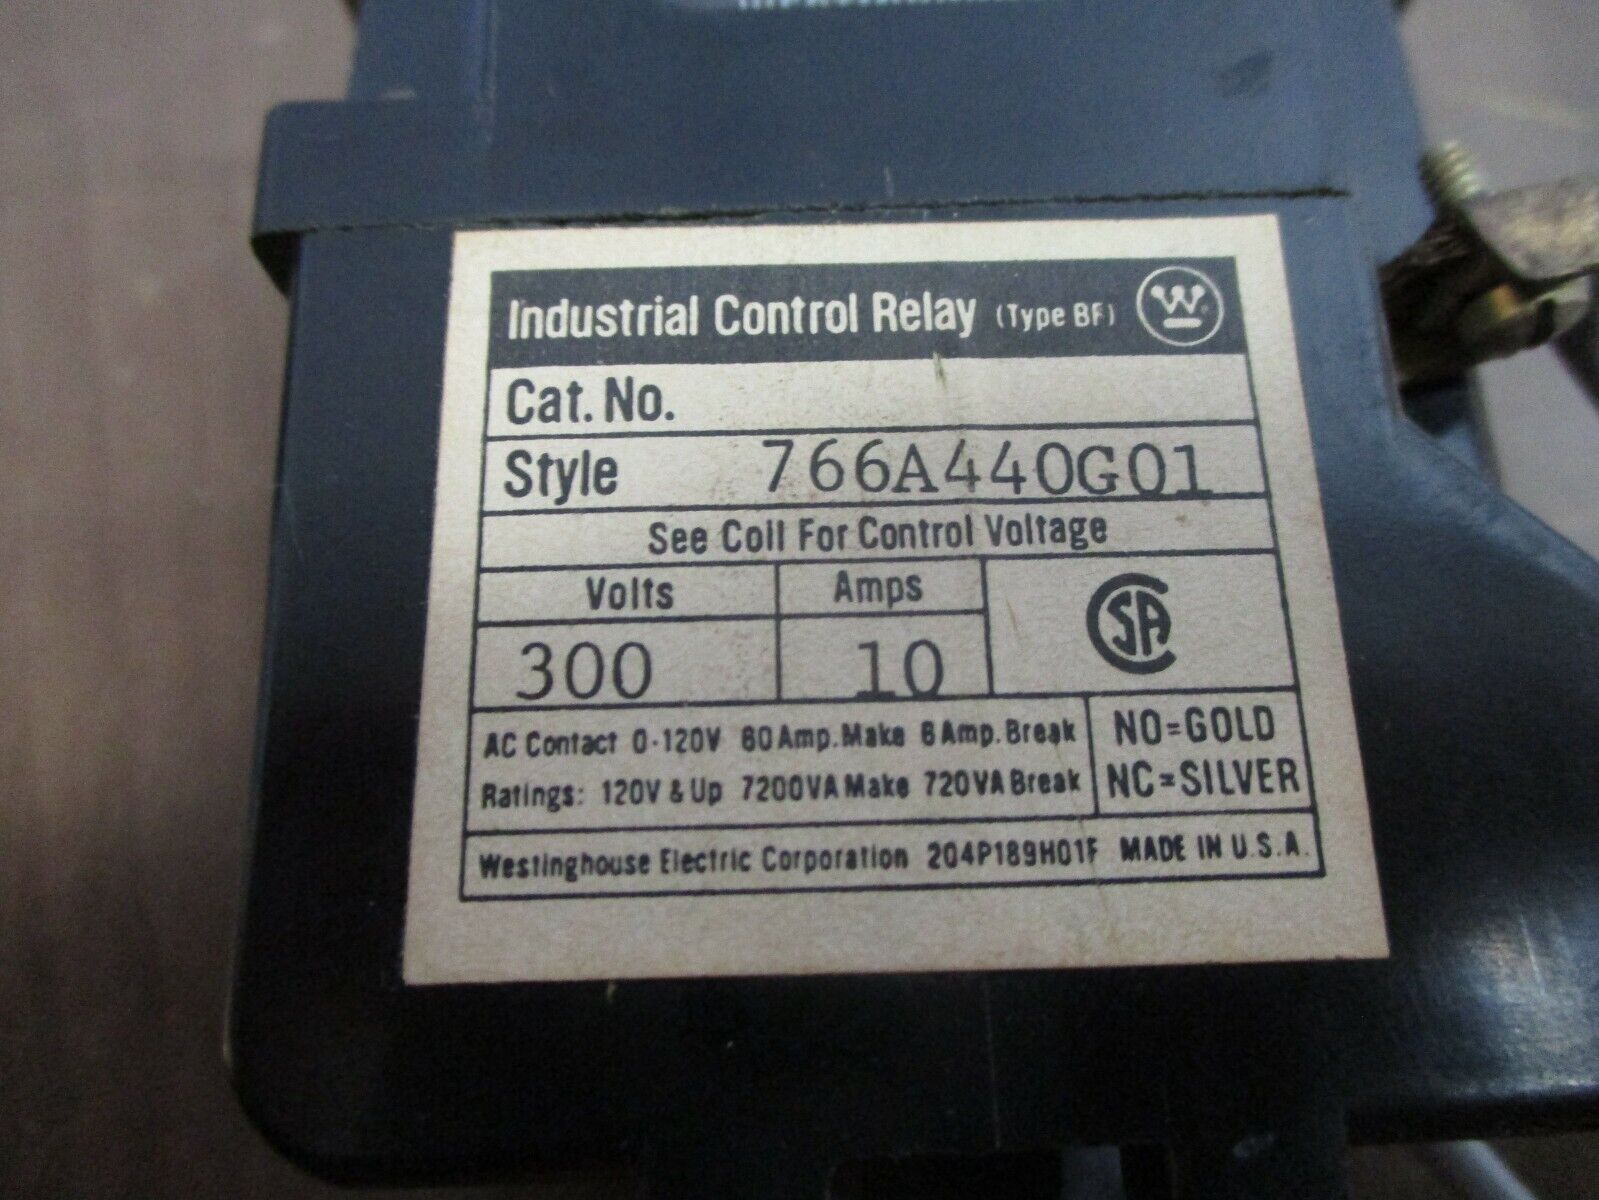 Industrial Control Relay (Type BF) W
Cat. No.
Style 766A440G01
See Coil For Control Voltage
Volts Amps
300 10
CSA
AC Contact 0-120V 60 Amp. Make 6 Amp. Break
Ratings: 120V & Up 7200VA Make 720VA Break
NO=GOLD
NC=SILVER
Westinghouse Electric Corporation 204P189H01F MADE IN U.S.A.